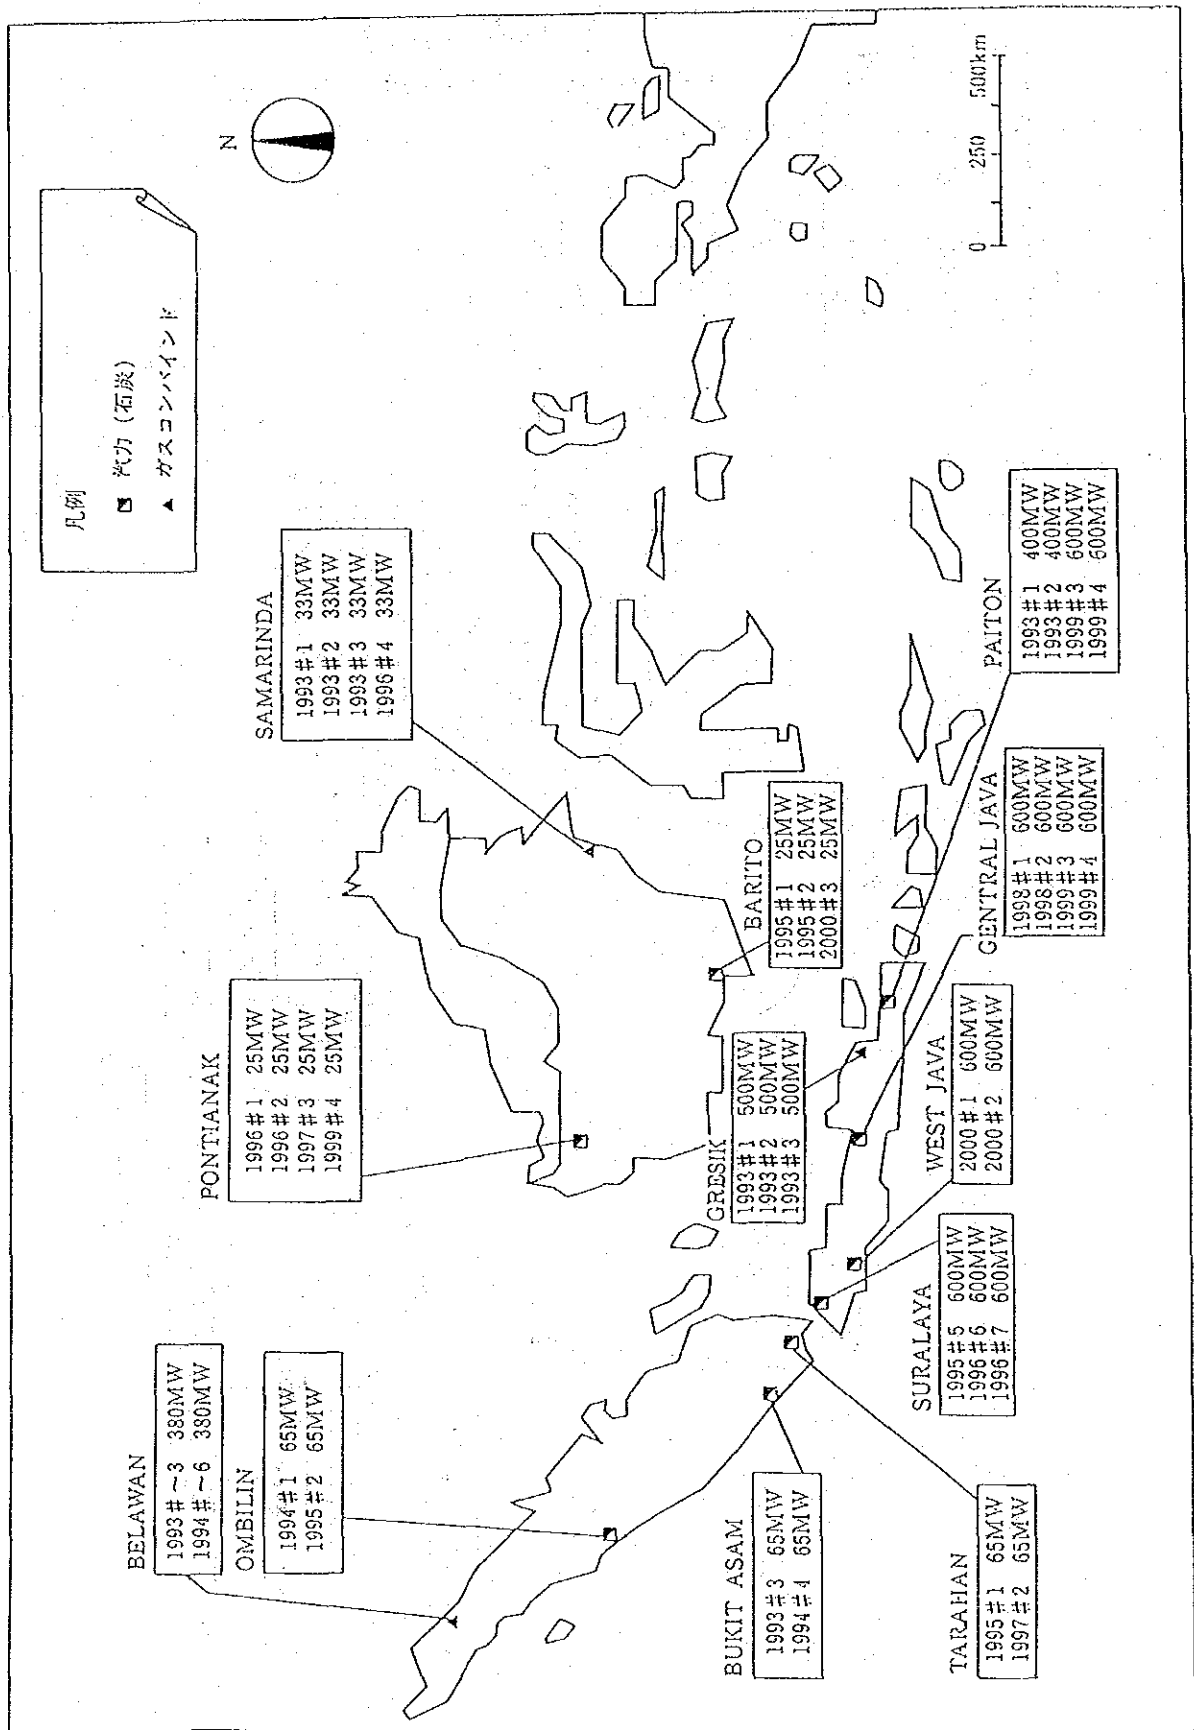 凡例
汽力 (石炭)
ガスコンバインド
N
BELAWAN
1993#~3 380MW
1994#~6 380MW
OMBILIN
1994#1 65MW
1995#2 65MW
PONTIANAK
1996#1 25MW
1996#2 25MW
1997#3 25MW
1999#4 25MW
SAMARINDA
1993#1 33MW
1993#2 33MW
1993#3 33MW
1996#4 33MW
BUKIT ASAM
1993#3 65MW
1994#4 65MW
TARAHAN
1995#1 65MW
1997#2 65MW
SURALAYA
1995#5 600MW
1996#6 600MW
1996#7 600MW
GRESIK
1993#1 500MW
1993#2 500MW
1993#3 500MW
WEST JAVA
2000#1 600MW
2000#2 600MW
BARITO
1995#1 25MW
1995#2 25MW
2000#3 25MW
GENTRAL JAVA
1998#1 600MW
1998#2 600MW
1999#3 600MW
1999#4 600MW
PAITON
1993#1 400MW
1993#2 400MW
1999#3 600MW
1999#4 600MW
0 250 500km